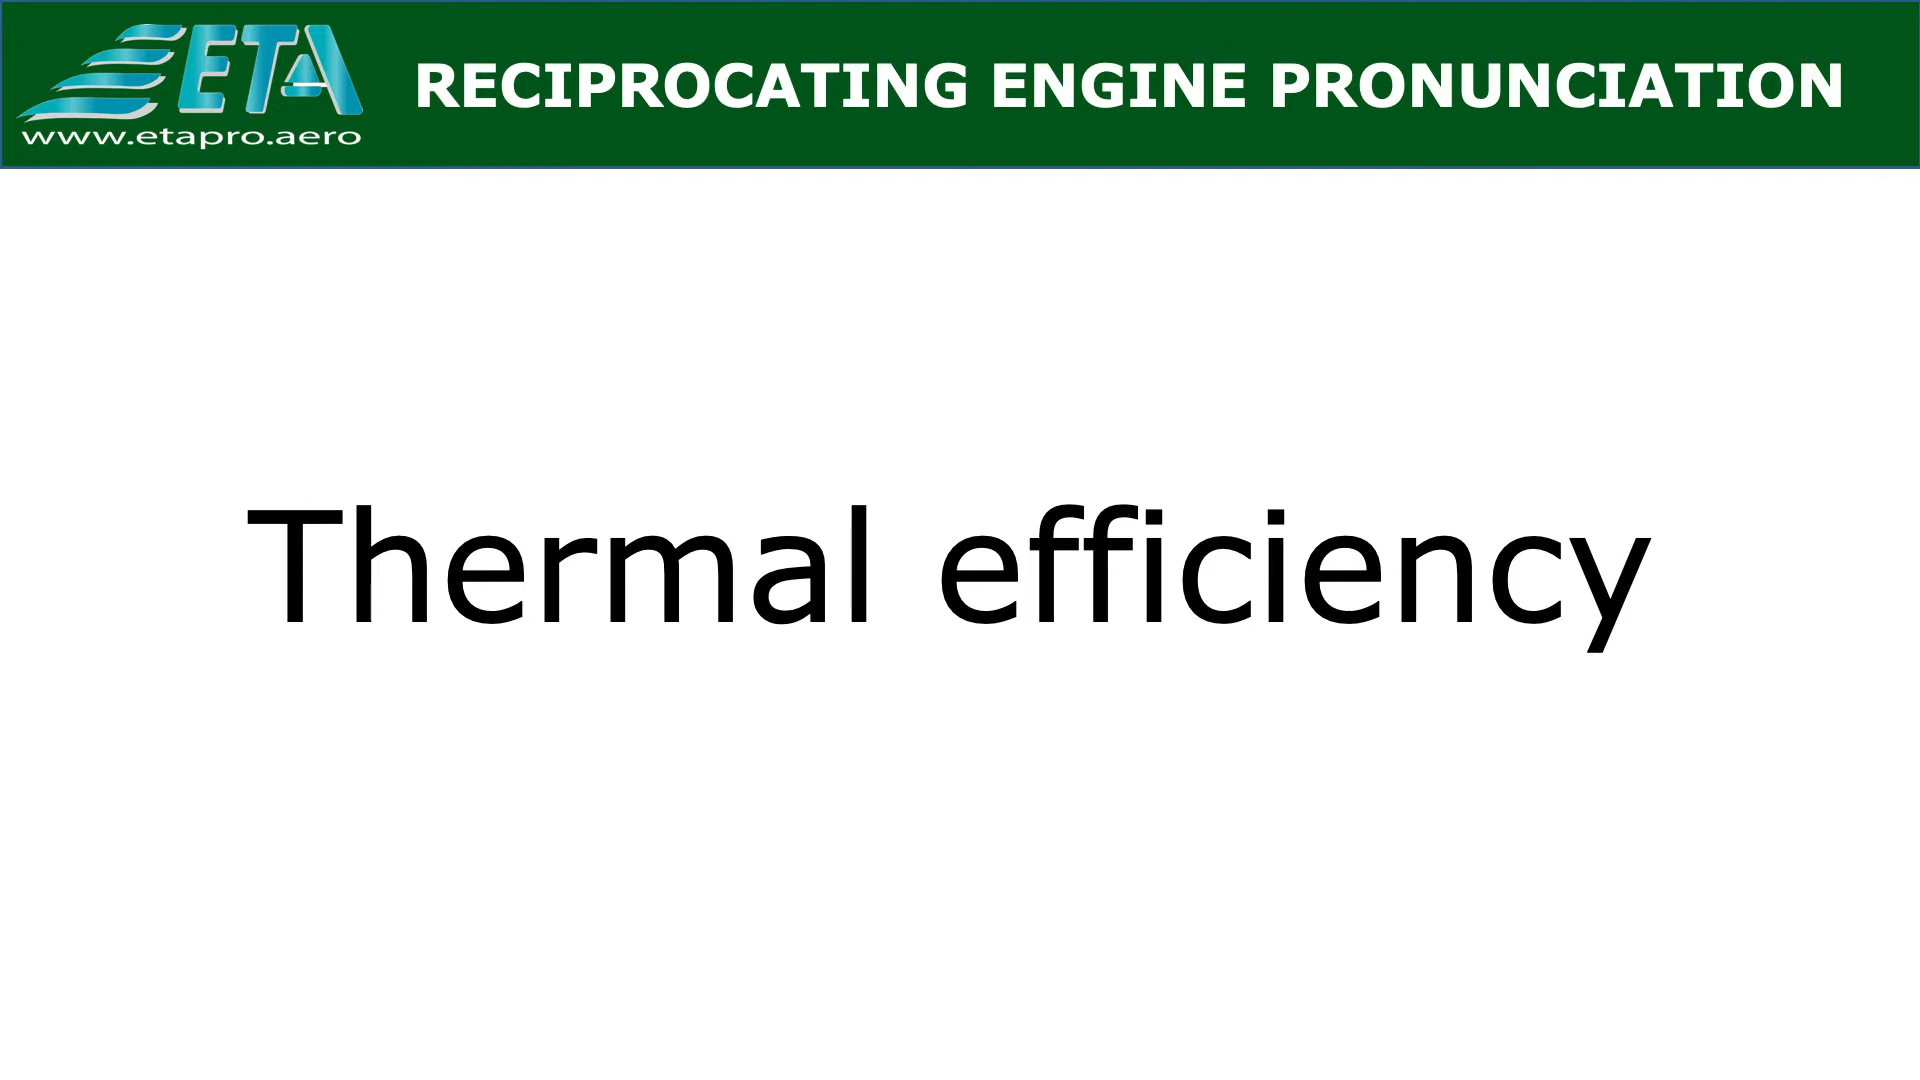 ETA
www.etapro.aero
RECIPROCATING ENGINE PRONUNCIATION
Thermal efficiency